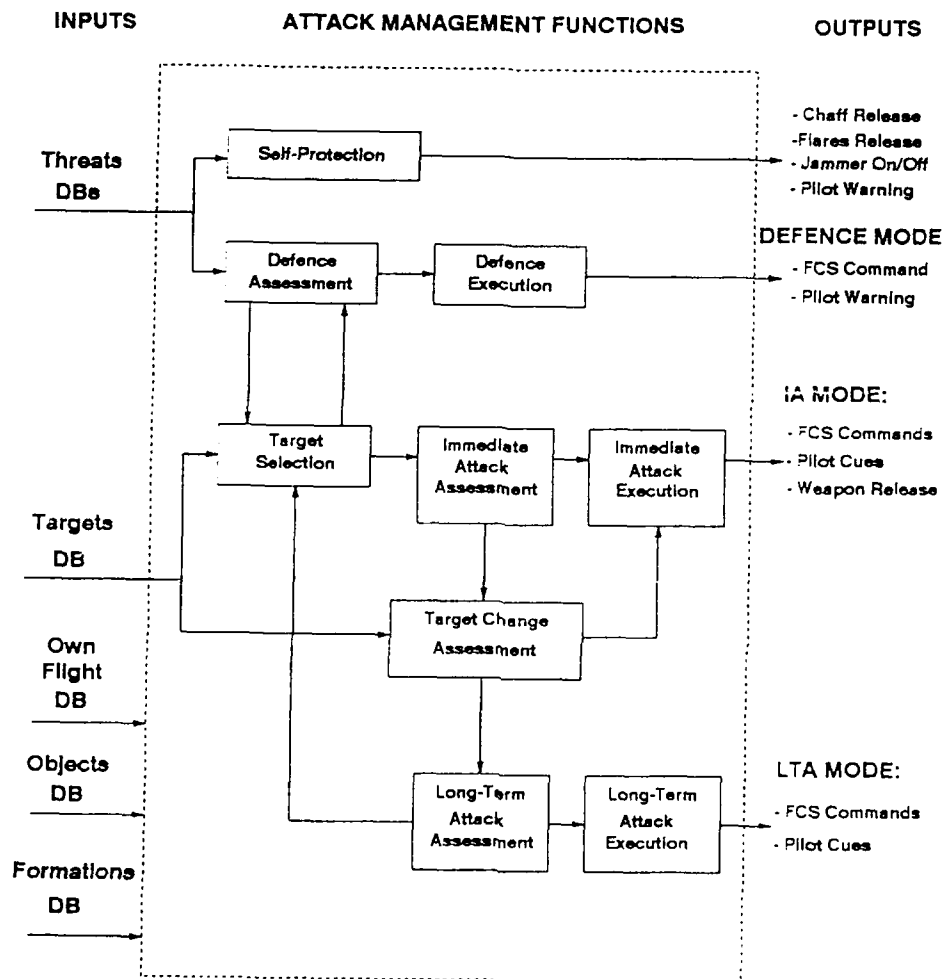 INPUTS
ATTACK MANAGEMENT FUNCTIONS
OUTPUTS
Threats
DBs
Self-Protection
- Chaff Release
-Flares Release
- Jammer On/Off
- Pilot Warning
Defence
Assessment
Defence
Execution
DEFENCE MODE
- FCS Command
- Pilot Warning
Target
Selection
Immediate
Attack
Assessment
Immediate
Attack
Execution
IA MODE:
- FCS Commands
- Pilot Cues
- Weapon Release
Targets
DB
Target Change
Assessment
Own
Flight
DB
Objects
DB
Long-Term
Attack
Assessment
Long-Term
Attack
Execution
LTA MODE:
- FCS Commands
- Pilot Cues
Formations
DB